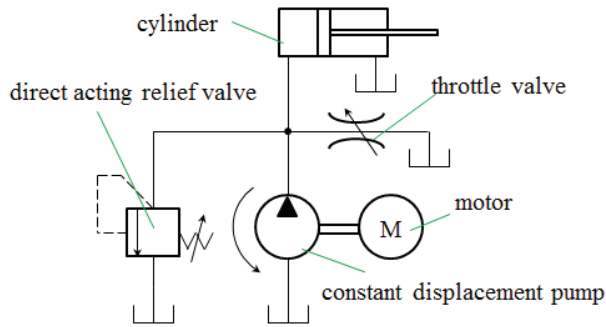 cylinder
direct acting relief valve
throttle valve
motor
M
constant displacement pump